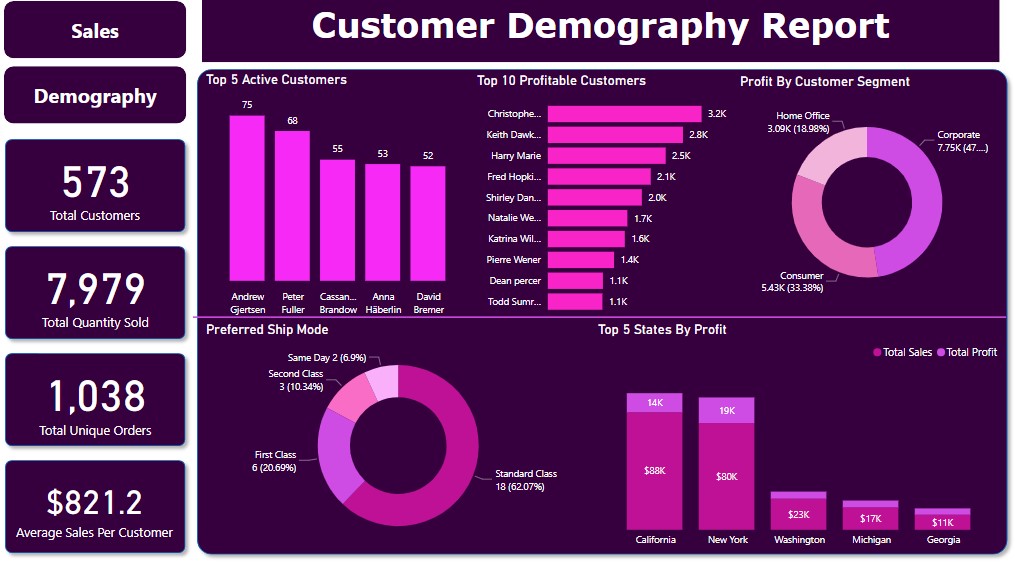 Sales
Demography
573
Total Customers
7,979
Total Quantity Sold
1,038
Total Unique Orders
$821.2
Average Sales Per Customer
Customer Demography Report
Top 5 Active Customers
75
68
55
53
52
Andrew Gjertsen
Peter Fuller
Cassan... Brandow
Anna Häberlin
David Bremer
Top 10 Profitable Customers
Christophe... 3.2K
Keith Dawk... 2.8K
Harry Marie 2.5K
Fred Hopki... 2.1K
Shirley Dan... 2.0K
Natalie We... 1.7K
Katrina Wil... 1.6K
Pierre Wener 1.4K
Dean percer 1.1K
Todd Sumr... 1.1K
Profit By Customer Segment
Home Office
3.09K (18.98%)
Corporate
7.75K (47....)
Consumer
5.43K (33.38%)
Preferred Ship Mode
Same Day 2 (6.9%)
Second Class
3 (10.34%)
First Class
6 (20.69%)
Standard Class
18 (62.07%)
Top 5 States By Profit
Total Sales Total Profit
14K
19K
$88K
$80K
$23K
$17K
$11K
California
New York
Washington
Michigan
Georgia